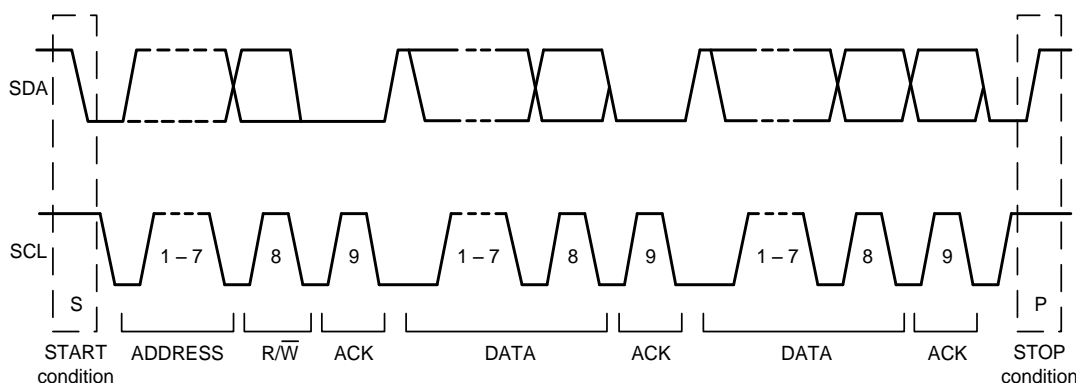 SDA
SCL
1 – 7
8
9
1 – 7
8
9
1 – 7
8
9
S
P
START
condition
ADDRESS
R/W̅
ACK
DATA
ACK
DATA
ACK
STOP
condition